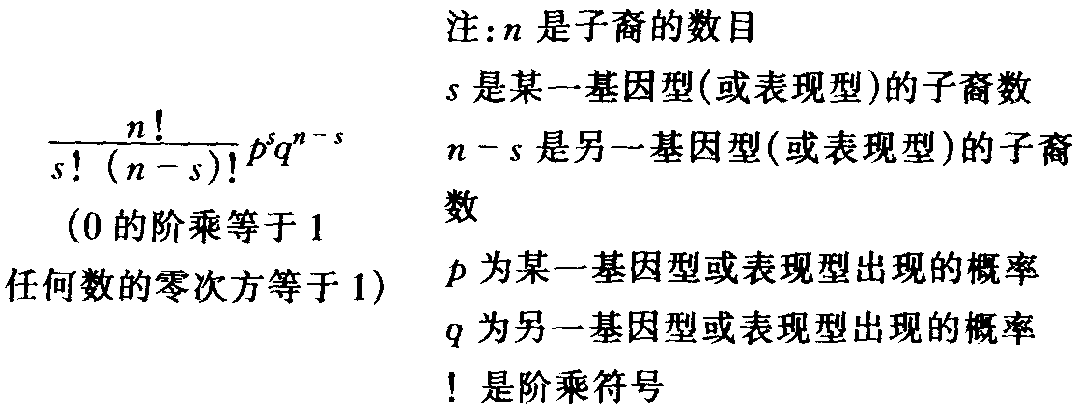 n!
s! (n-s)! pˢqⁿ⁻ˢ
(0的阶乘等于1
任何数的零次方等于1)
注:n 是子裔的数目
s 是某一基因型(或表现型)的子裔数
n-s 是另一基因型(或表现型)的子裔
数
p 为某一基因型或表现型出现的概率
q 为另一基因型或表现型出现的概率
! 是阶乘符号